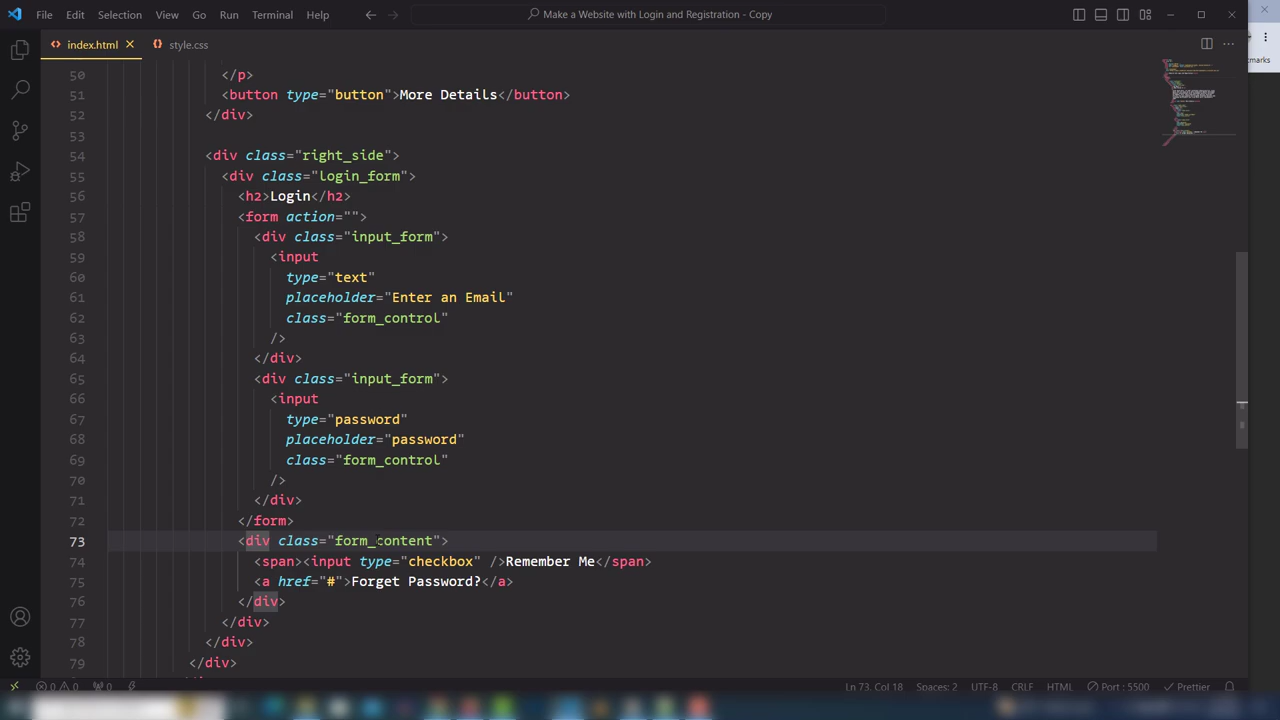 File Edit Selection View Go Run Terminal Help
Make a Website with Login and Registration - Copy
index.html
style.css
50 </p>
51 <button type="button">More Details</button>
52 </div>
53
54 <div class="right_side">
55 <div class="login_form">
56 <h2>Login</h2>
57 <form action="">
58 <div class="input_form">
59 <input
60 type="text"
61 placeholder="Enter an Email"
62 class="form_control"
63 />
64 </div>
65 <div class="input_form">
66 <input
67 type="password"
68 placeholder="password"
69 class="form_control"
70 />
71 </div>
72 </form>
73 <div class="form_content">
74 <span><input type="checkbox" />Remember Me</span>
75 <a href="#">Forget Password?</a>
76 </div>
77 </div>
78 </div>
79 </div>
0 0 0 Ln 73, Col 18 Spaces: 2 UTF-8 CRLF HTML Port : 5500 Prettier